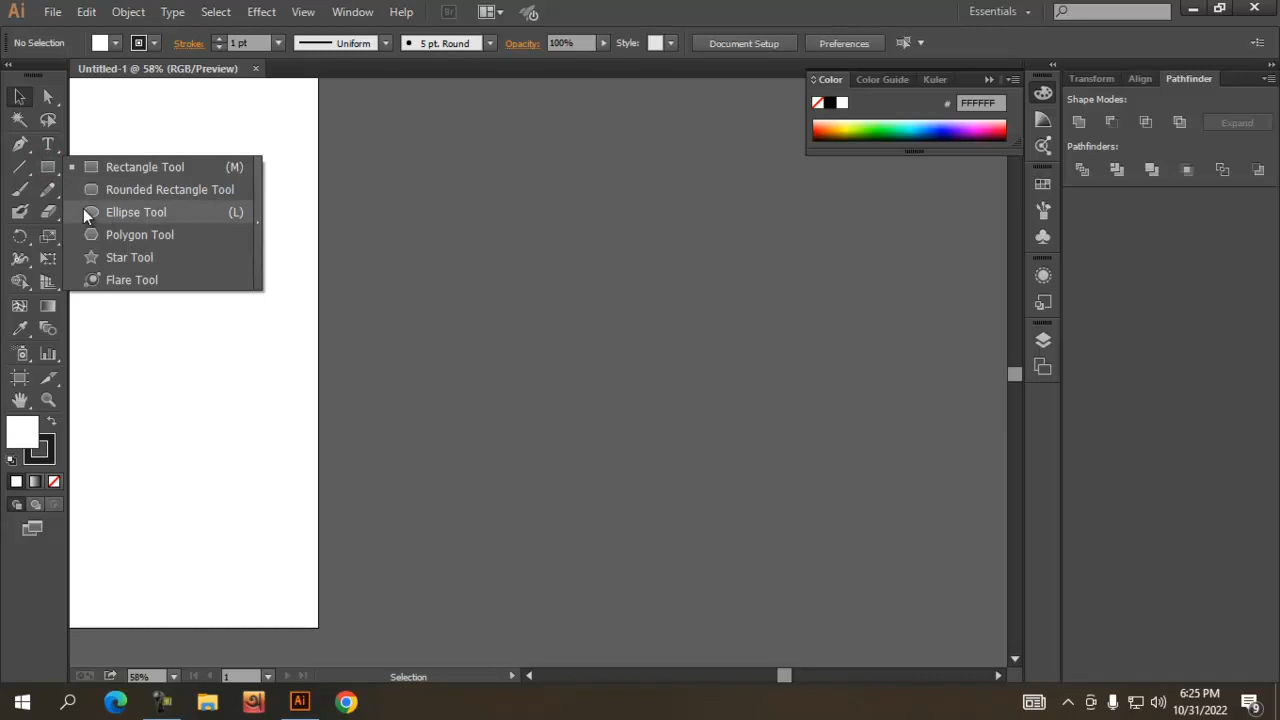 Ai File Edit Object Type Select Effect View Window Help Br Essentials
No Selection Stroke: 1 pt Uniform 5 pt. Round Opacity: 100% Style: Document Setup Preferences
Untitled-1 @ 58% (RGB/Preview) ×
Color Color Guide Kuler
# FFFFFF
Transform Align Pathfinder
Shape Modes:
Expand
Pathfinders:
Rectangle Tool (M)
Rounded Rectangle Tool
Ellipse Tool (L)
Polygon Tool
Star Tool
Flare Tool
58% 1 Selection
Ai
6:25 PM
10/31/2022
9